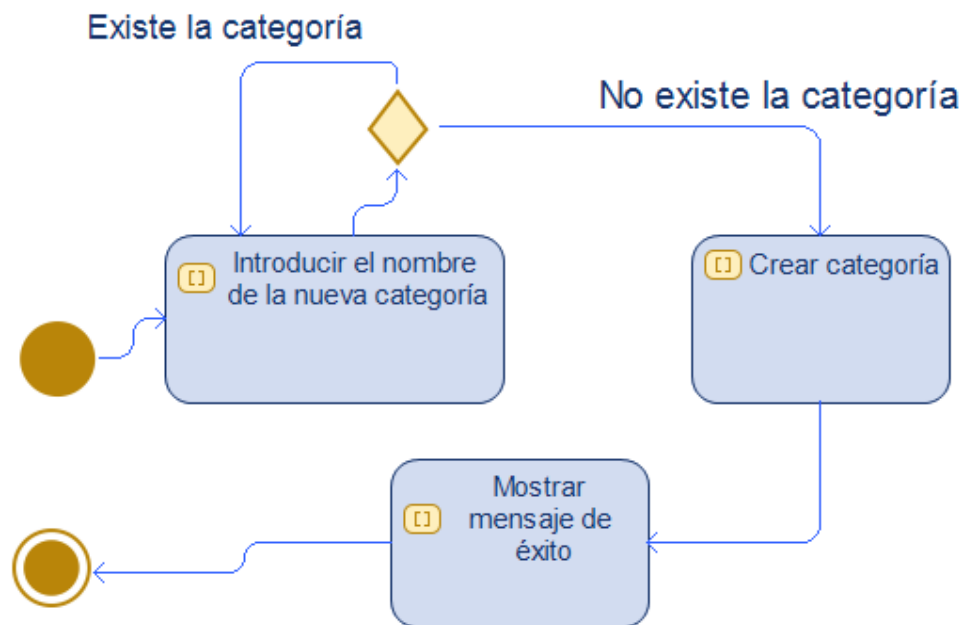 Existe la categoría
No existe la categoría
Introducir el nombre
de la nueva categoría
Crear categoría
Mostrar
mensaje de
éxito